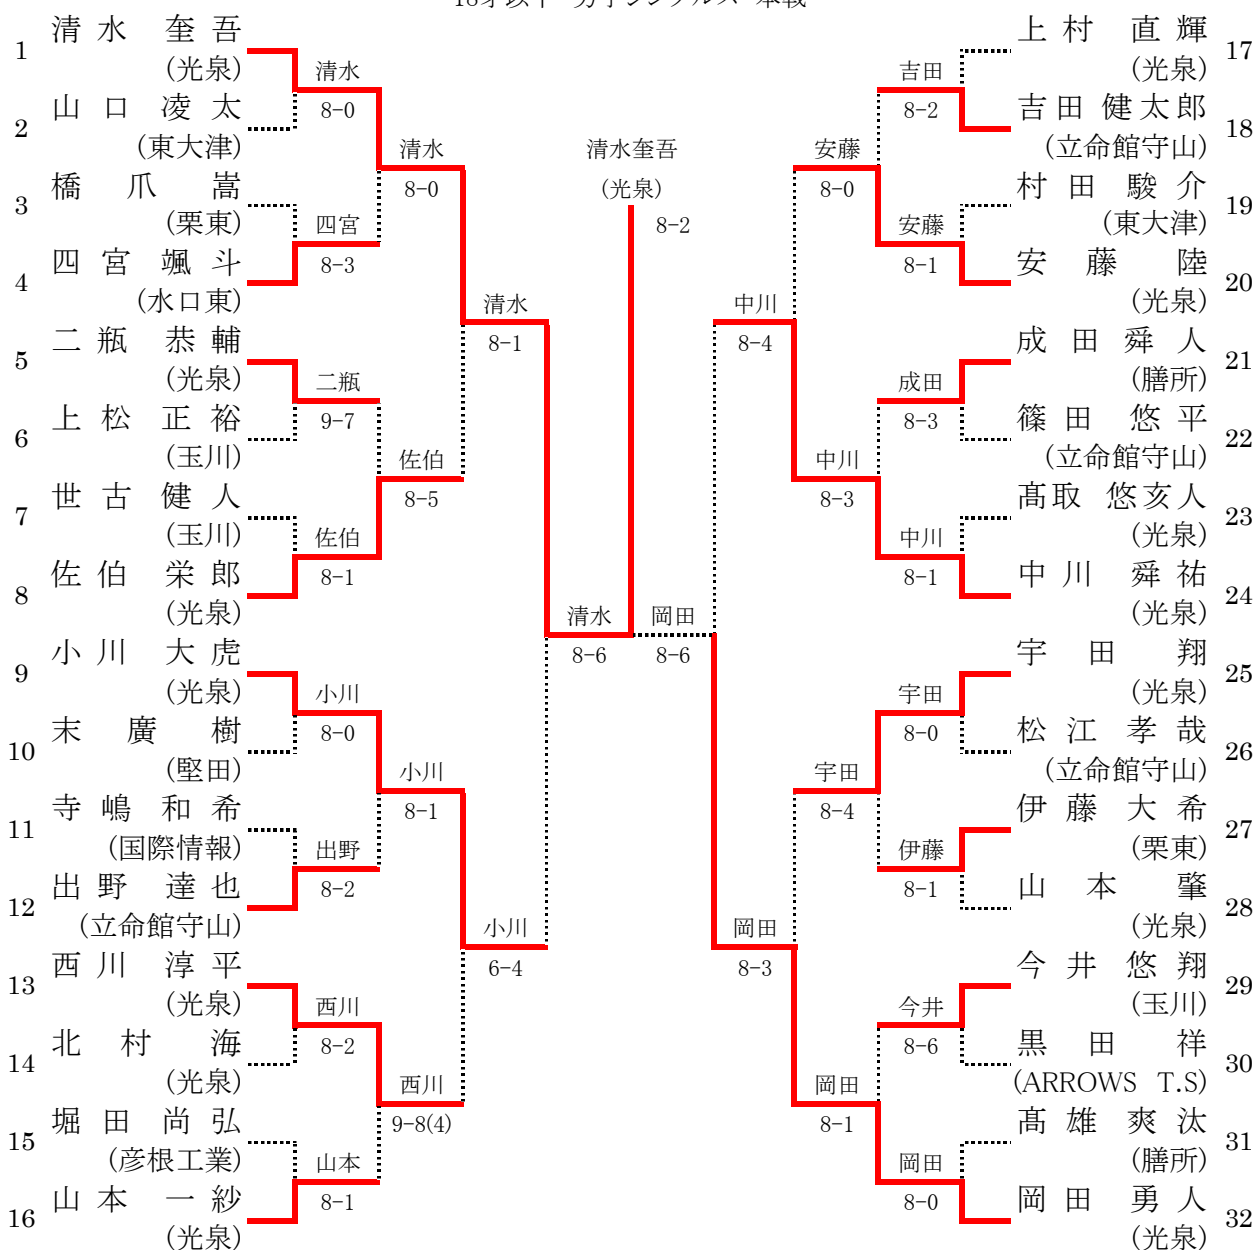 1 清水 奎吾
(光泉)
2 山口 凌太
(東大津)
3 橋爪 嵩
(栗東)
4 四宮 颯斗
(水口東)
5 二瓶 恭輔
(光泉)
6 上松 正裕
(玉川)
7 世古 健人
(玉川)
8 佐伯 栄郎
(光泉)
9 小川 大虎
(光泉)
10 末廣 樹
(堅田)
11 寺嶋 和希
(国際情報)
12 出野 達也
(立命館守山)
13 西川 淳平
(光泉)
14 北村 海
(光泉)
15 堀田 尚弘
(彦根工業)
16 山本 一紗
(光泉)
清水
8-0
四宮
8-3
二瓶
9-7
佐伯
8-1
小川
8-0
出野
8-2
西川
8-2
山本
8-1
清水
8-0
佐伯
8-5
小川
8-1
西川
9-8(4)
清水
8-1
小川
6-4
清水
8-6
清水奎吾
(光泉)
8-2
岡田
8-6
中川
8-4
岡田
8-3
安藤
8-0
中川
8-3
宇田
8-4
岡田
8-1
吉田
8-2
安藤
8-1
成田
8-3
中川
8-1
宇田
8-0
伊藤
8-1
今井
8-6
岡田
8-0
上村 直輝 17
(光泉)
吉田 健太郎 18
(立命館守山)
村田 駿介 19
(東大津)
安藤 陸 20
(光泉)
成田 舜人 21
(膳所)
篠田 悠平 22
(立命館守山)
髙取 悠亥人 23
(光泉)
中川 舜祐 24
(光泉)
宇田 翔 25
(光泉)
松江 孝哉 26
(立命館守山)
伊藤 大希 27
(栗東)
山本 肇 28
(光泉)
今井 悠翔 29
(玉川)
黒田 祥 30
(ARROWS T.S)
髙雄 爽汰 31
(膳所)
岡田 勇人 32
(光泉)